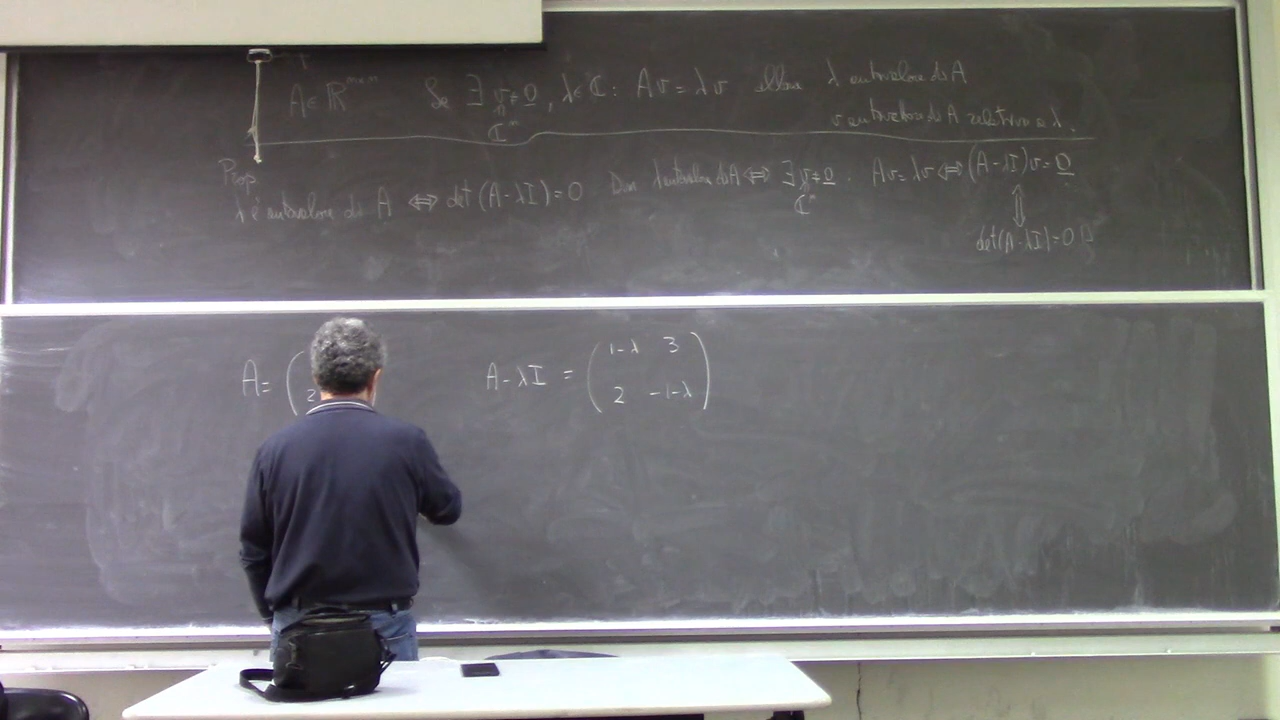 A ∈ ℝ^{n×n} Se ∃ v ≠ 0, λ ∈ ℂ : Av = λv allora λ autovalore di A
ℂ^n v autovettore di A relativo a λ.
Prop
λ è autovalore di A ⇔ det(A-λI)=0 Dim λ autovalore di A ⇔ ∃ v ≠ 0 : Av = λv ⇔ (A-λI)v = 0
ℂ^n ⇕
det(A-λI)=0
A = ( 2 A-λI = ( 1-λ 3
2 -1-λ )